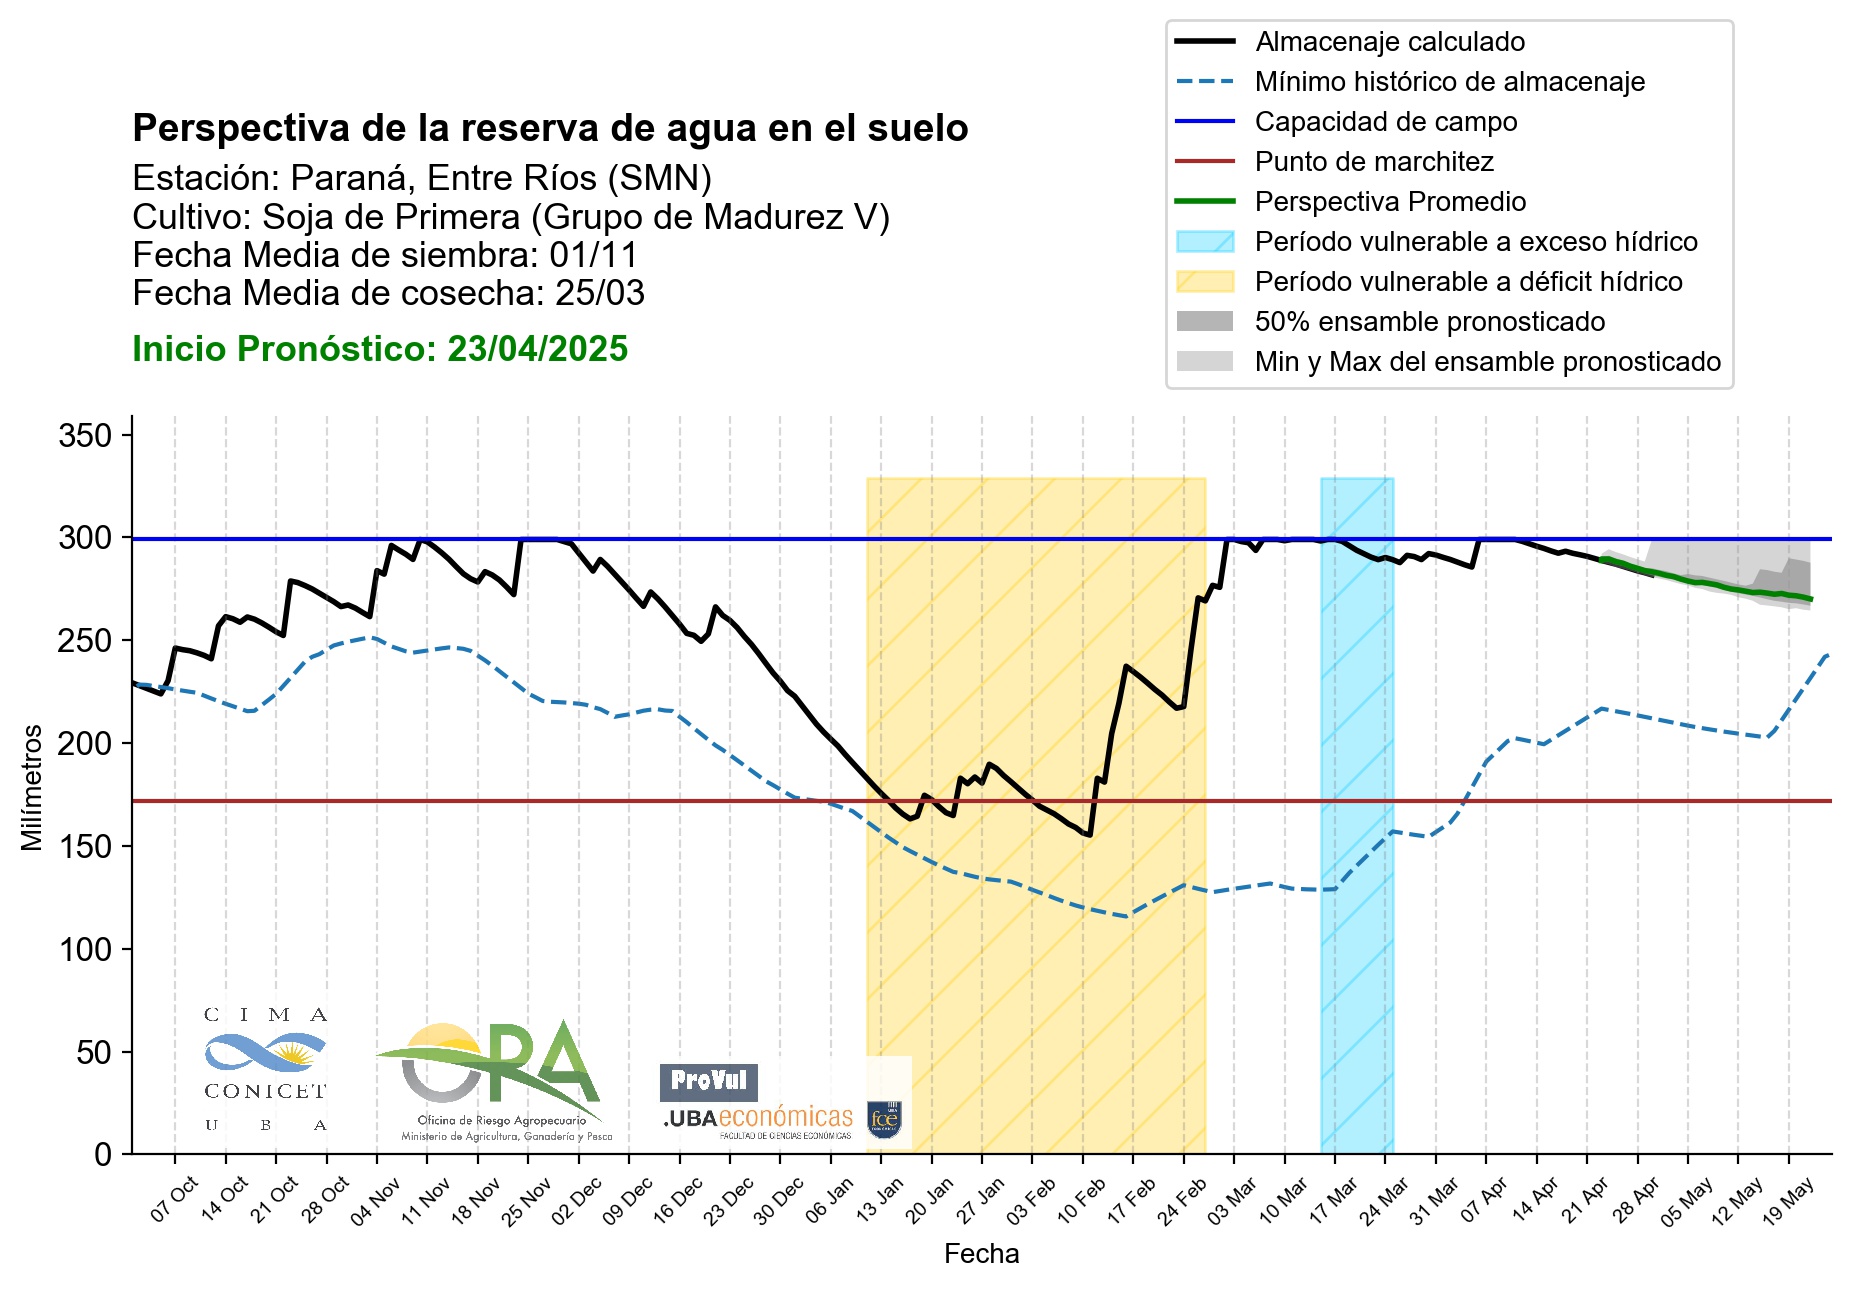 Almacenaje calculado
Mínimo histórico de almacenaje
Capacidad de campo
Punto de marchitez
Perspectiva Promedio
Período vulnerable a exceso hídrico
Período vulnerable a déficit hídrico
50% ensamble pronosticado
Min y Max del ensamble pronosticado
Perspectiva de la reserva de agua en el suelo
Estación: Paraná, Entre Ríos (SMN)
Cultivo: Soja de Primera (Grupo de Madurez V)
Fecha Media de siembra: 01/11
Fecha Media de cosecha: 25/03
Inicio Pronóstico: 23/04/2025
Milímetros
350
300
250
200
150
100
50
0
CIMA
CONICET
UBA
ORA
Oficina de Riesgo Agropecuario
Ministerio de Agricultura, Ganadería y Pesca
ProVul
.UBAeconómicas
FACULTAD DE CIENCIAS ECONÓMICAS
UBA
fce
07 Oct
14 Oct
21 Oct
28 Oct
04 Nov
11 Nov
18 Nov
25 Nov
02 Dec
09 Dec
16 Dec
23 Dec
30 Dec
06 Jan
13 Jan
20 Jan
27 Jan
03 Feb
10 Feb
17 Feb
24 Feb
03 Mar
10 Mar
17 Mar
24 Mar
31 Mar
07 Apr
14 Apr
21 Apr
28 Apr
05 May
12 May
19 May
Fecha